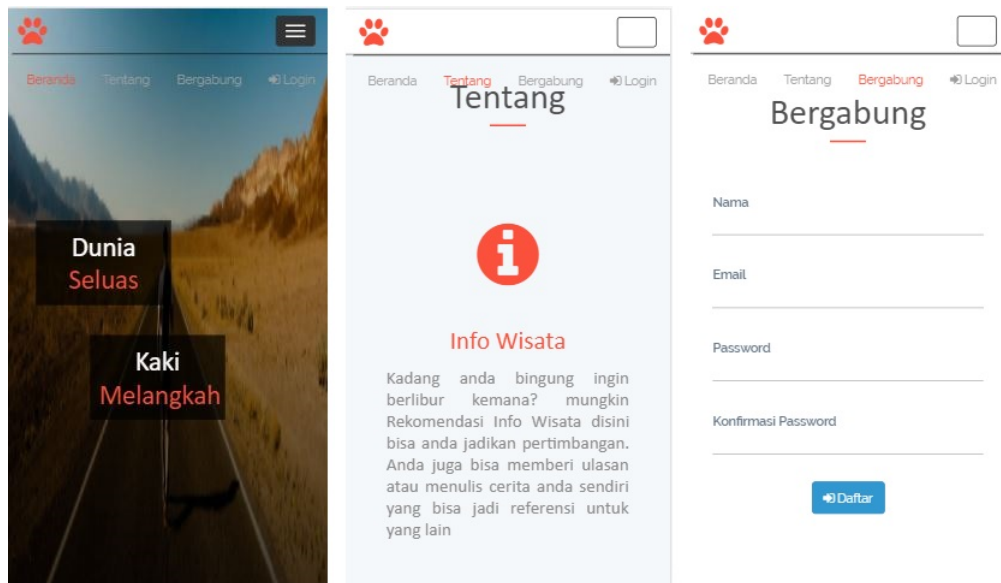 Beranda Tentang Bergabung Login
Dunia
Seluas
Kaki
Melangkah
Beranda Tentang Bergabung Login
Tentang
Info Wisata
Kadang anda bingung ingin
berlibur kemana? mungkin
Rekomendasi Info Wisata disini
bisa anda jadikan pertimbangan.
Anda juga bisa memberi ulasan
atau menulis cerita anda sendiri
yang bisa jadi referensi untuk
yang lain
Beranda Tentang Bergabung Login
Bergabung
Nama
Email
Password
Konfirmasi Password
Daftar